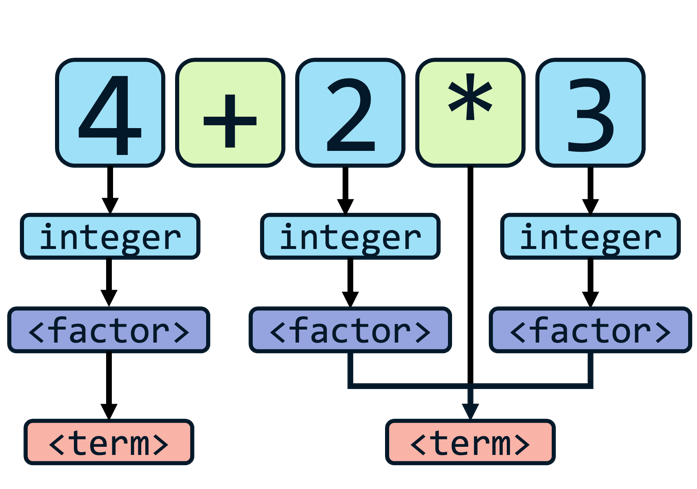 4 + 2 * 3
integer integer integer
<factor> <factor> <factor>
<term> <term>